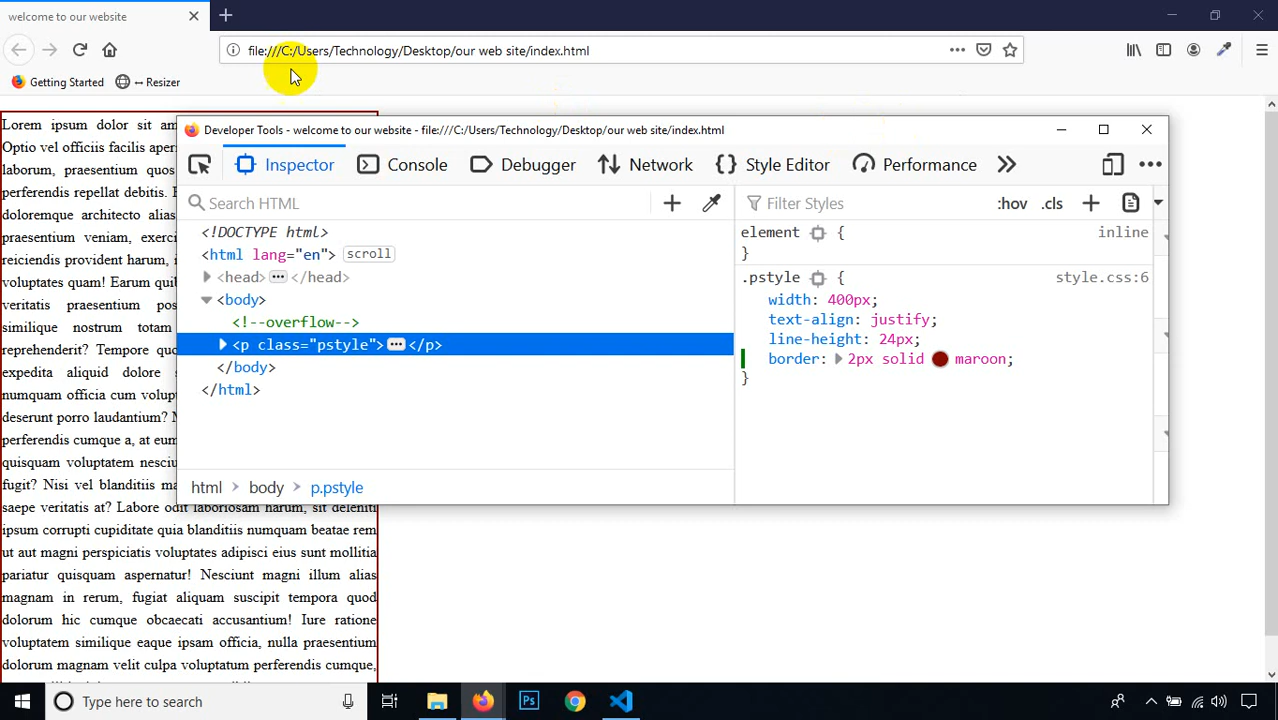 welcome to our website
file:///C:/Users/Technology/Desktop/our web site/index.html
Getting Started
↔ Resizer
Developer Tools - welcome to our website - file:///C:/Users/Technology/Desktop/our web site/index.html
Inspector
Console
Debugger
Network
Style Editor
Performance
Search HTML
Filter Styles
:hov
.cls
<!DOCTYPE html>
<html lang="en"> scroll
<head> ••• </head>
<body>
<!--overflow-->
<p class="pstyle"> ••• </p>
</body>
</html>
html
body
p.pstyle
element {
inline
}
.pstyle {
style.css:6
width: 400px;
text-align: justify;
line-height: 24px;
border: 2px solid maroon;
}
Lorem ipsum dolor sit am
Optio vel officiis facilis aper
laborum, praesentium quos
perferendis repellat debitis. E
doloremque architecto alias
praesentium veniam, exerci
reiciendis provident harum, i
voluptates quam! Earum quib
veritatis praesentium pos
similique nostrum totam
reprehenderit? Tempore quo
expedita aliquid dolore s
numquam officia cum volup
deserunt porro laudantium? M
perferendis cumque a, at eum
quisquam voluptatem nesciu
fugit? Nisi vel blanditiis ma
saepe veritatis at? Labore odit laboriosam harum, sit deleniti
ipsum corrupti cupiditate quia blanditiis numquam beatae rem
ut aut magni perspiciatis voluptates adipisci eius sunt mollitia
pariatur quisquam aspernatur! Nesciunt magni illum alias
magnam in rerum, fugiat aliquam suscipit tempora quod
dolorum hic cumque obcaecati accusantium! Iure ratione
voluptatem similique eaque ipsam officia, nulla praesentium
dolorum magnam velit culpa voluptatum perferendis cumque,
Type here to search
Ps